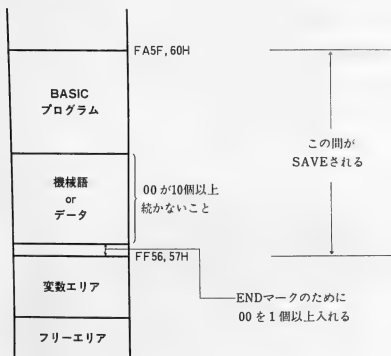 FA5F, 60H
BASIC
プログラム
この間が
SAVEされる
機械語
or
データ
00が10個以上
続かないこと
FF56, 57H
変数エリア
ENDマークのために
00を1個以上入れる
フリーエリア